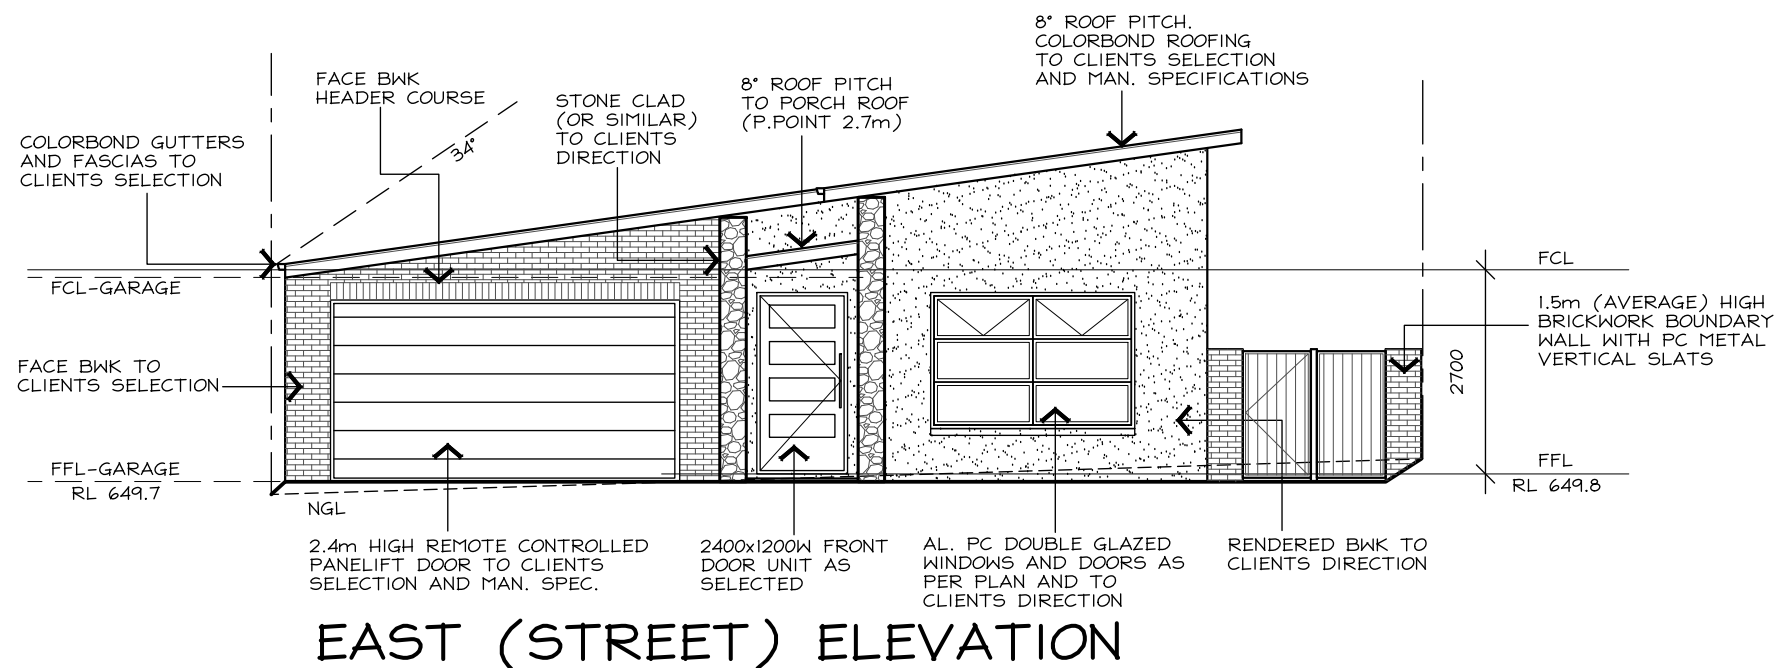 8° ROOF PITCH.
COLORBOND ROOFING
TO CLIENTS SELECTION
AND MAN. SPECIFICATIONS
FACE BWK
HEADER COURSE
8° ROOF PITCH
TO PORCH ROOF
(P.POINT 2.7m)
STONE CLAD
(OR SIMILAR)
TO CLIENTS
DIRECTION
34°
COLORBOND GUTTERS
AND FASCIAS TO
CLIENTS SELECTION
FCL-GARAGE
FCL
1.5m (AVERAGE) HIGH
BRICKWORK BOUNDARY
WALL WITH PC METAL
VERTICAL SLATS
2700
FACE BWK TO
CLIENTS SELECTION
FFL-GARAGE
RL 649.7
FFL
RL 649.8
NGL
2.4m HIGH REMOTE CONTROLLED
PANELIFT DOOR TO CLIENTS
SELECTION AND MAN. SPEC.
2400x1200W FRONT
DOOR UNIT AS
SELECTED
AL. PC DOUBLE GLAZED
WINDOWS AND DOORS AS
PER PLAN AND TO
CLIENTS DIRECTION
RENDERED BWK TO
CLIENTS DIRECTION
EAST (STREET) ELEVATION